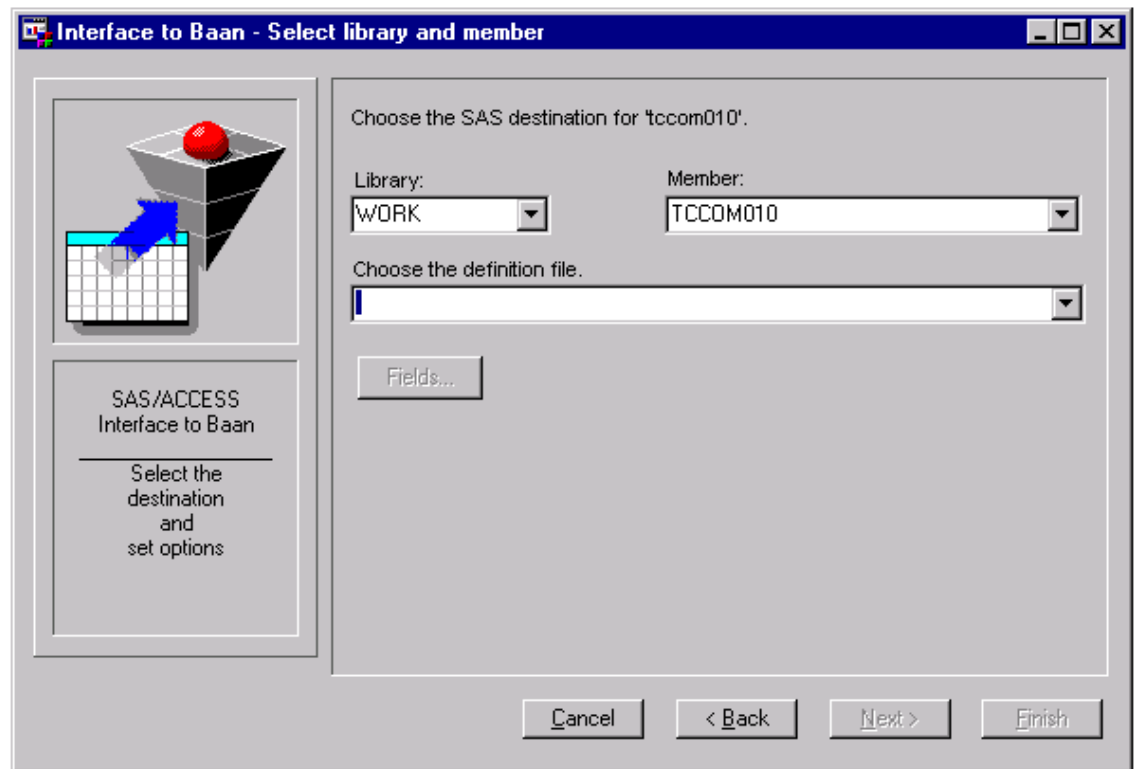 Interface to Baan - Select library and member
Choose the SAS destination for 'tccom010'.
Library:
Member:
WORK
TCCOM010
Choose the definition file.
Fields...
SAS/ACCESS
Interface to Baan
Select the
destination
and
set options
Cancel
< Back
Next >
Finish